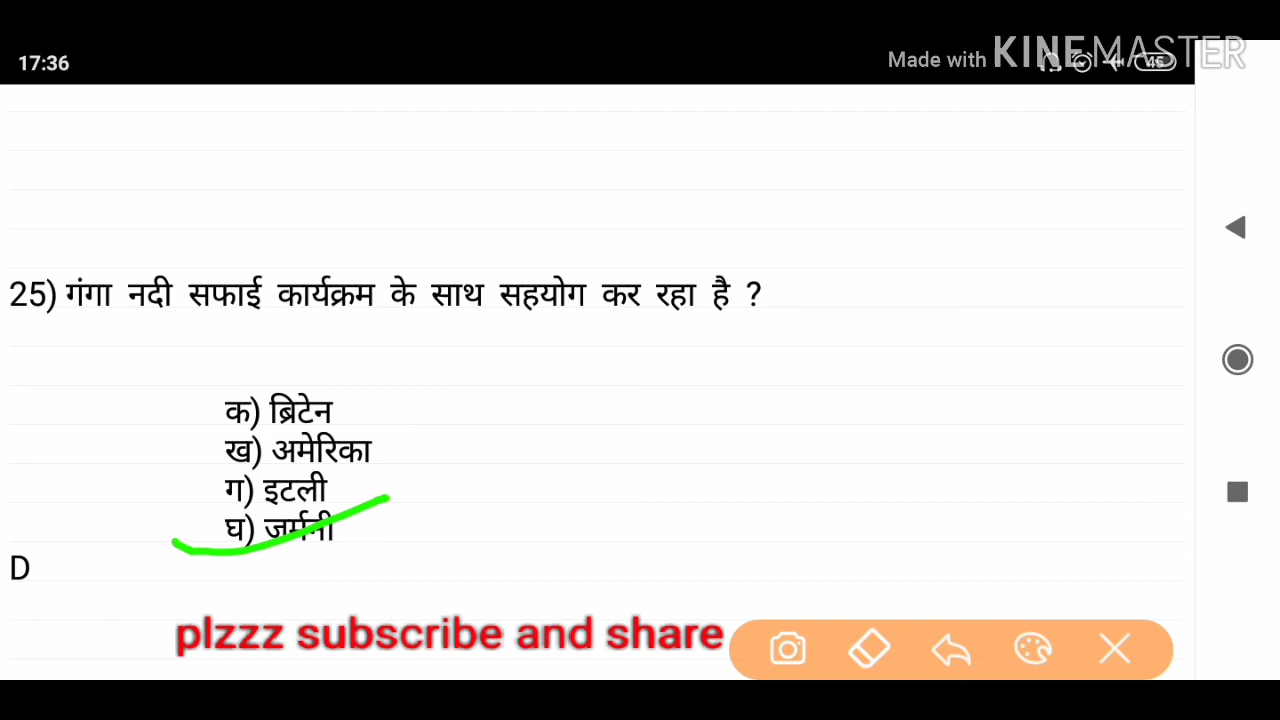 17:36
Made with KINEMASTER
45
25) गंगा नदी सफाई कार्यक्रम के साथ सहयोग कर रहा है ?
क) ब्रिटेन
ख) अमेरिका
ग) इटली
घ) जर्मनी
D
plzzz subscribe and share